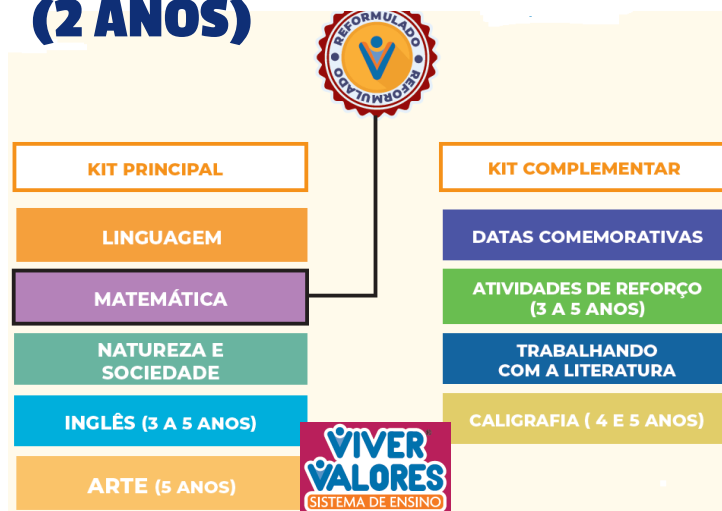 (2 ANOS)
REFORMULADO • REFORMULADO •
KIT PRINCIPAL
LINGUAGEM
MATEMÁTICA
NATUREZA E
SOCIEDADE
INGLÊS (3 A 5 ANOS)
ARTE (5 ANOS)
KIT COMPLEMENTAR
DATAS COMEMORATIVAS
ATIVIDADES DE REFORÇO
(3 A 5 ANOS)
TRABALHANDO
COM A LITERATURA
CALIGRAFIA ( 4 E 5 ANOS)
VIVER
VALORES
SISTEMA DE ENSINO